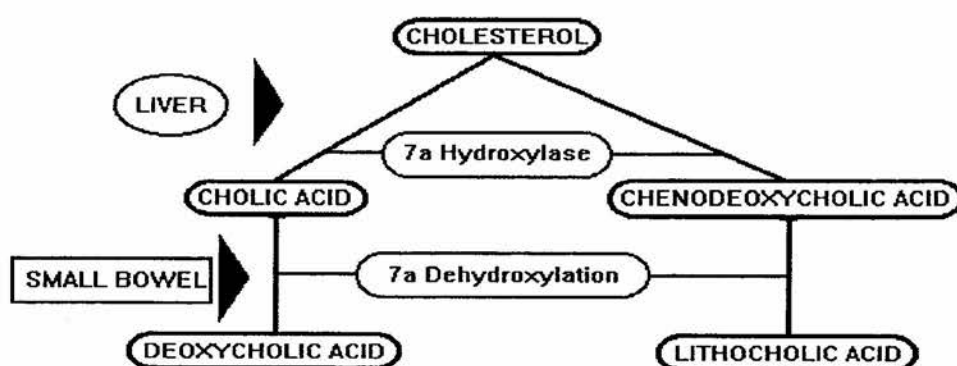 CHOLESTEROL
LIVER
7a Hydroxylase
CHOLIC ACID
CHENODEOXYCHOLIC ACID
SMALL BOWEL
7a Dehydroxylation
DEOXYCHOLIC ACID
LITHOCHOLIC ACID